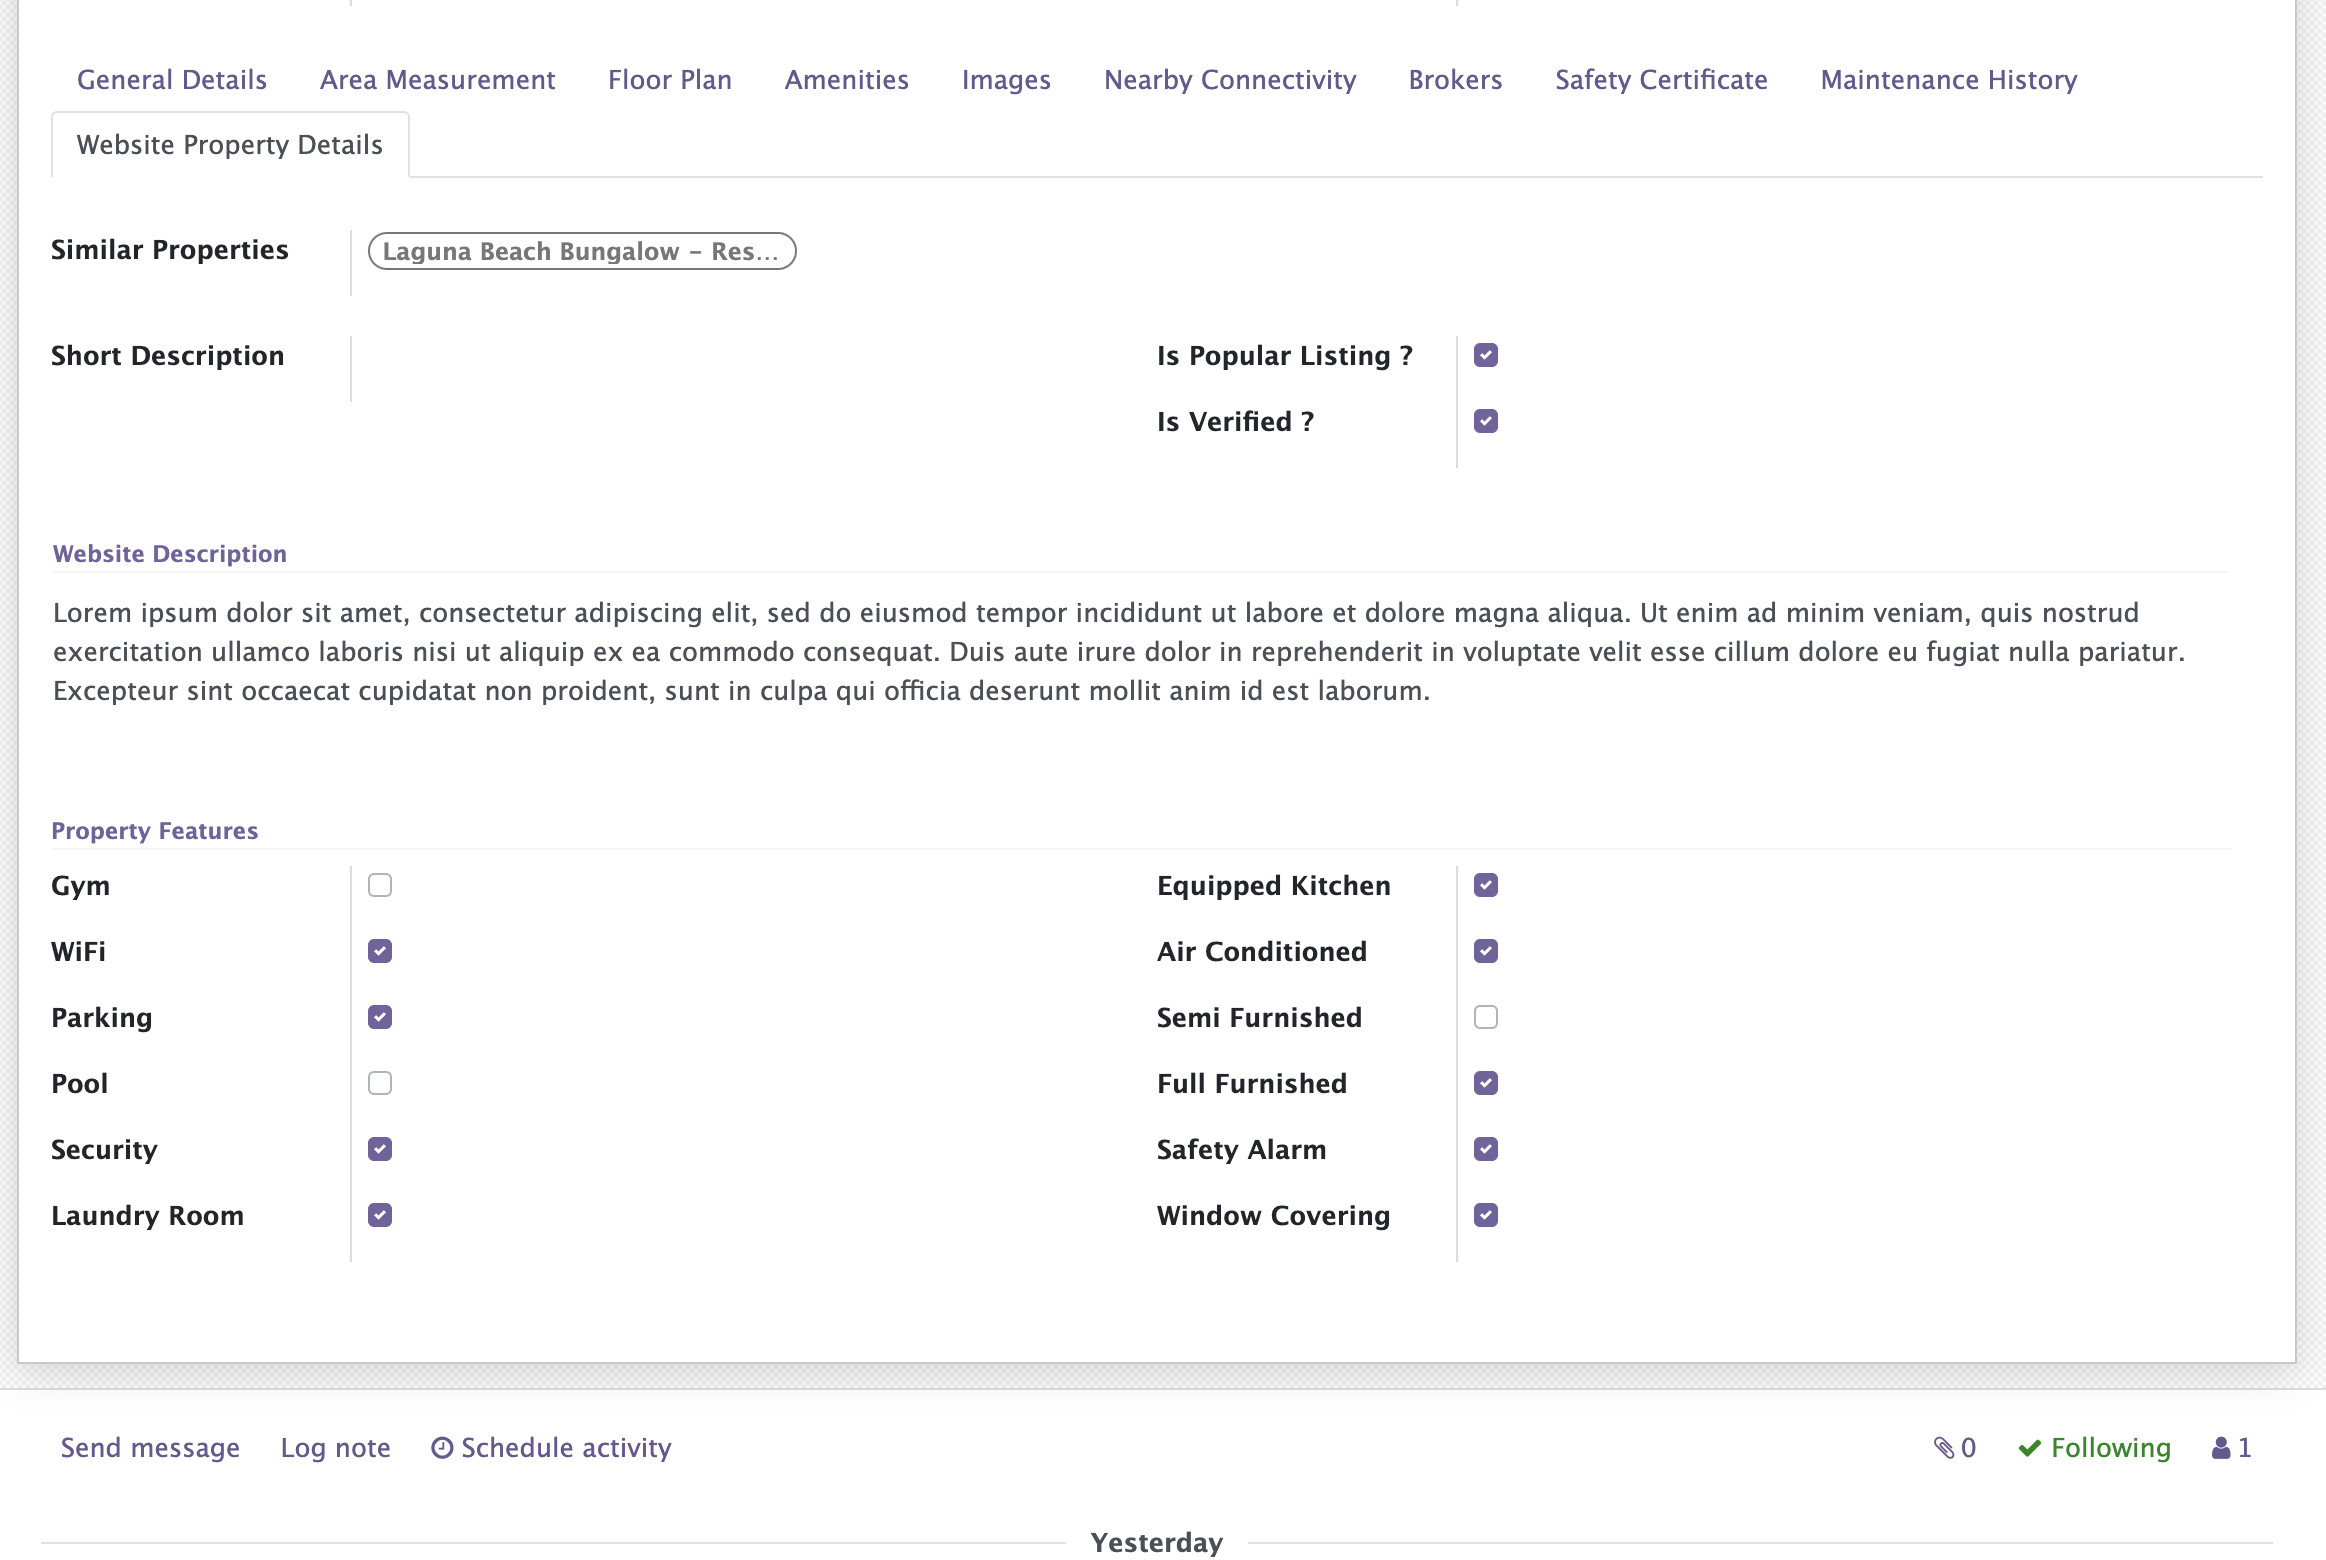 General Details Area Measurement Floor Plan Amenities Images Nearby Connectivity Brokers Safety Certificate Maintenance History
Website Property Details
Similar Properties Laguna Beach Bungalow - Res...
Short Description Is Popular Listing ?
Is Verified ?
Website Description
Lorem ipsum dolor sit amet, consectetur adipiscing elit, sed do eiusmod tempor incididunt ut labore et dolore magna aliqua. Ut enim ad minim veniam, quis nostrud
exercitation ullamco laboris nisi ut aliquip ex ea commodo consequat. Duis aute irure dolor in reprehenderit in voluptate velit esse cillum dolore eu fugiat nulla pariatur.
Excepteur sint occaecat cupidatat non proident, sunt in culpa qui officia deserunt mollit anim id est laborum.
Property Features
Gym Equipped Kitchen
WiFi Air Conditioned
Parking Semi Furnished
Pool Full Furnished
Security Safety Alarm
Laundry Room Window Covering
Send message Log note Schedule activity 0 Following 1
Yesterday